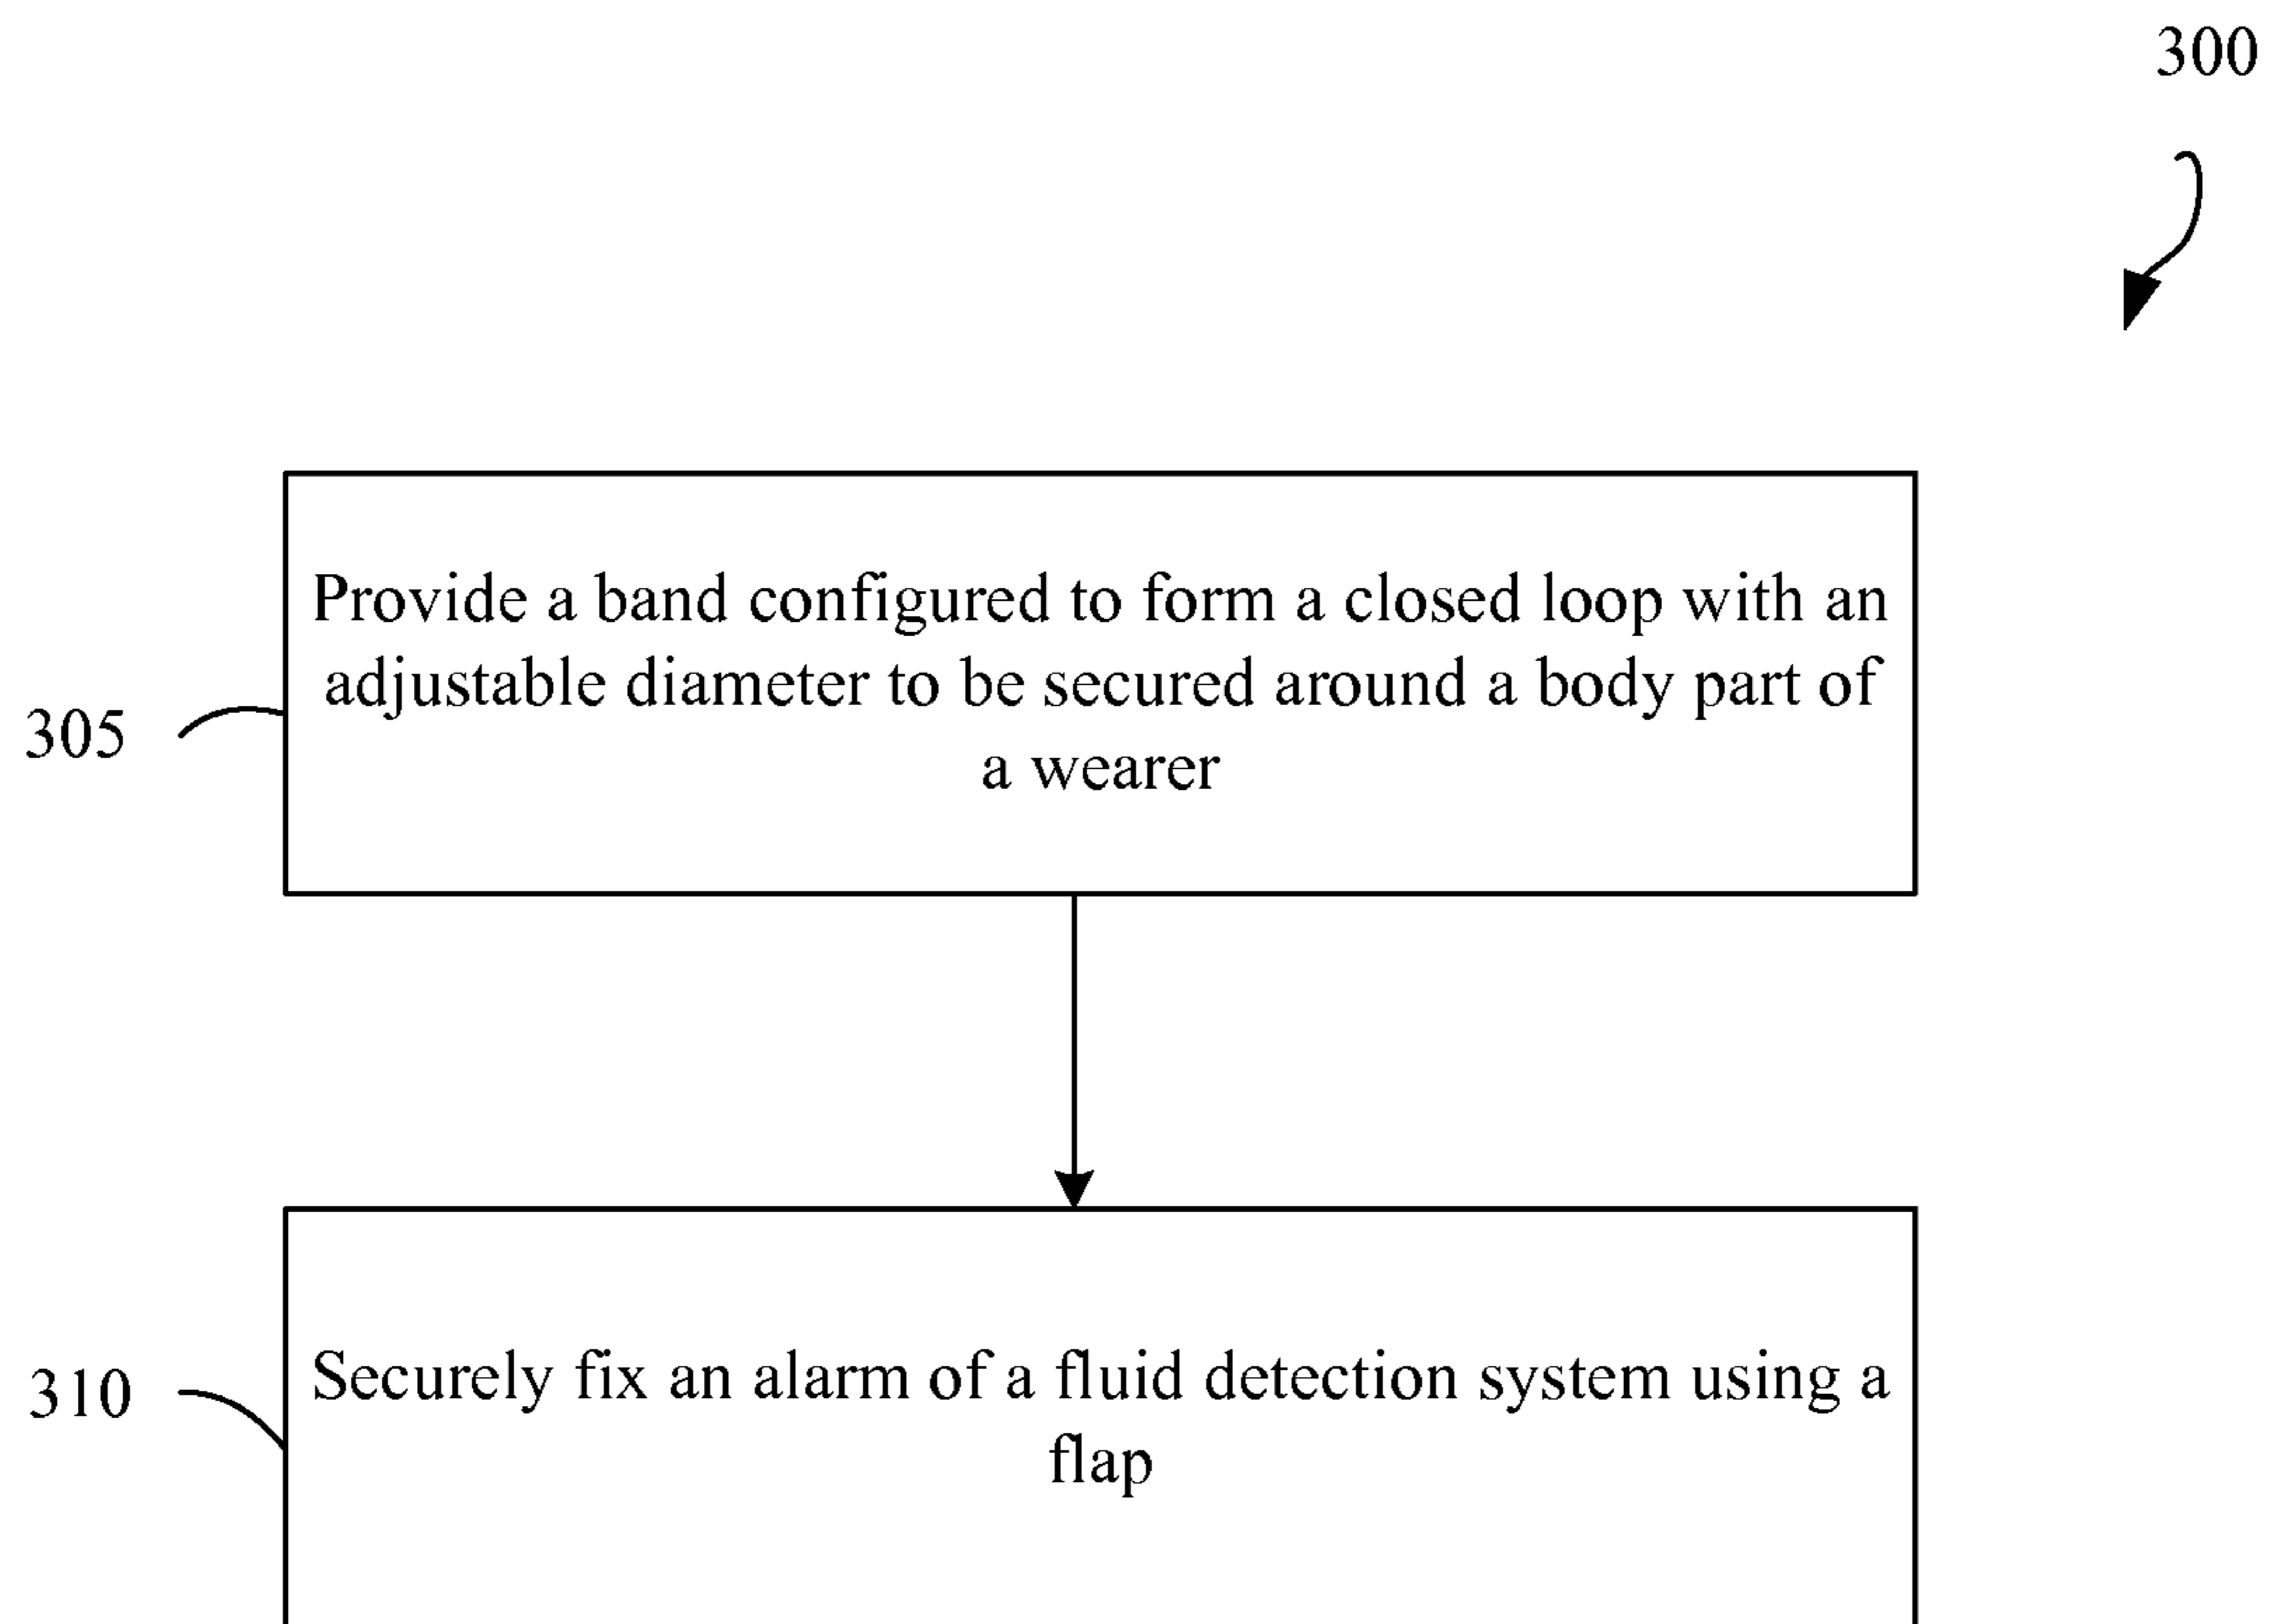 300
Provide a band configured to form a closed loop with an
adjustable diameter to be secured around a body part of
a wearer
305
Securely fix an alarm of a fluid detection system using a
flap
310